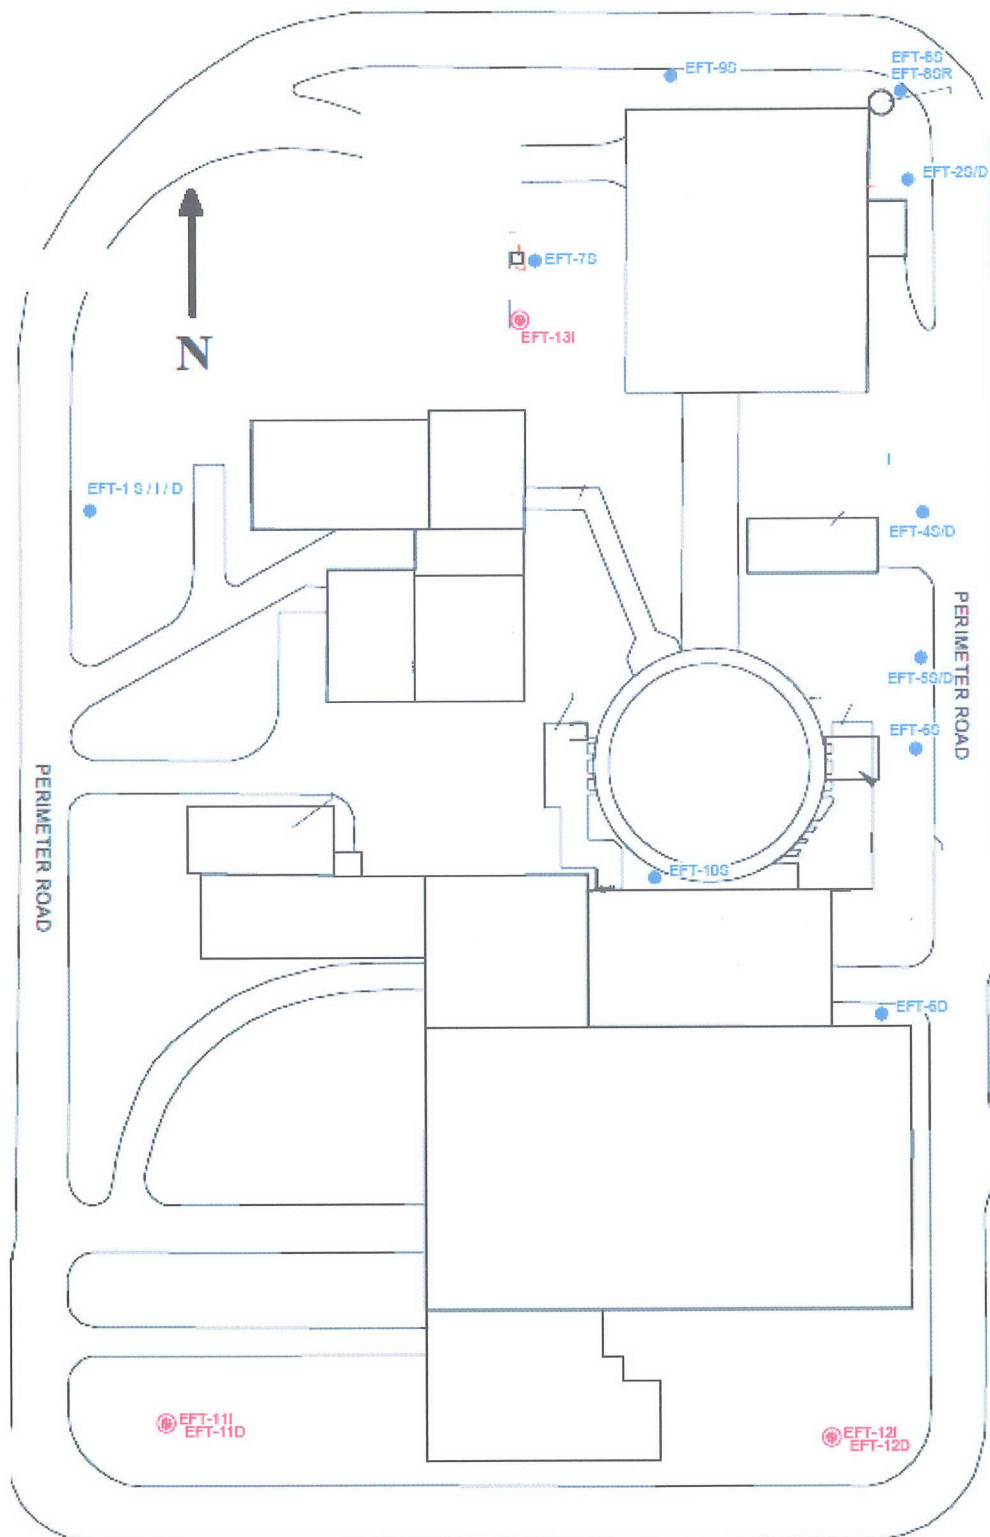 EFT-8S
EFT-8SR
EFT-9S
EFT-2S/D
EFT-7S
EFT-13I
N
EFT-1 S / I / D
EFT-4S/D
PERIMETER ROAD
EFT-5S/D
EFT-6S
PERIMETER ROAD
EFT-10S
EFT-6D
EFT-11I
EFT-11D
EFT-12I
EFT-12D